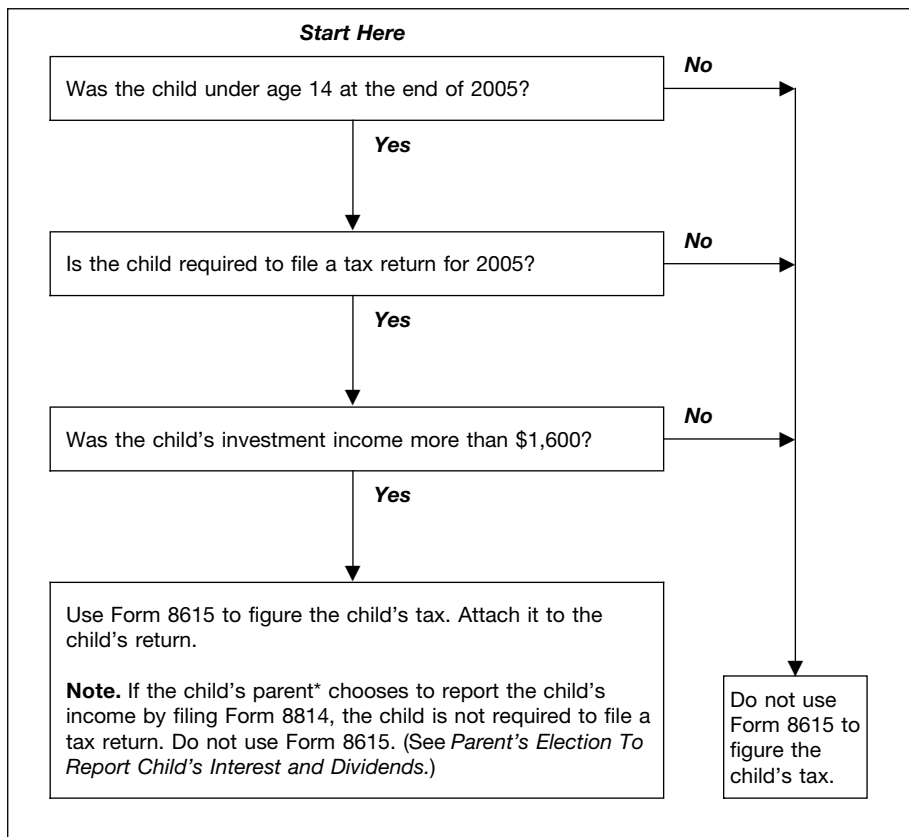 Start Here
Was the child under age 14 at the end of 2005?
No
Yes
Is the child required to file a tax return for 2005?
No
Yes
Was the child’s investment income more than $1,600?
No
Yes
Use Form 8615 to figure the child’s tax. Attach it to the
child’s return.
Note. If the child’s parent* chooses to report the child’s
income by filing Form 8814, the child is not required to file a
tax return. Do not use Form 8615. (See Parent’s Election To
Report Child’s Interest and Dividends.)
Do not use
Form 8615 to
figure the
child’s tax.